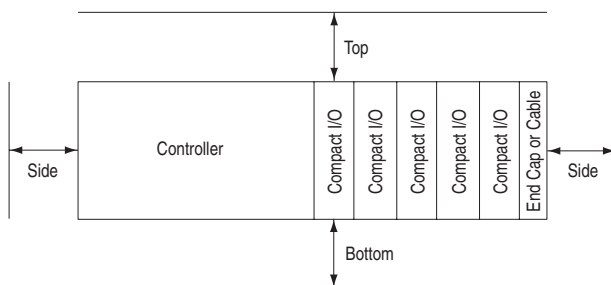 Top
Side
Controller
Compact I/O
Compact I/O
Compact I/O
Compact I/O
Compact I/O
End Cap or Cable
Side
Bottom